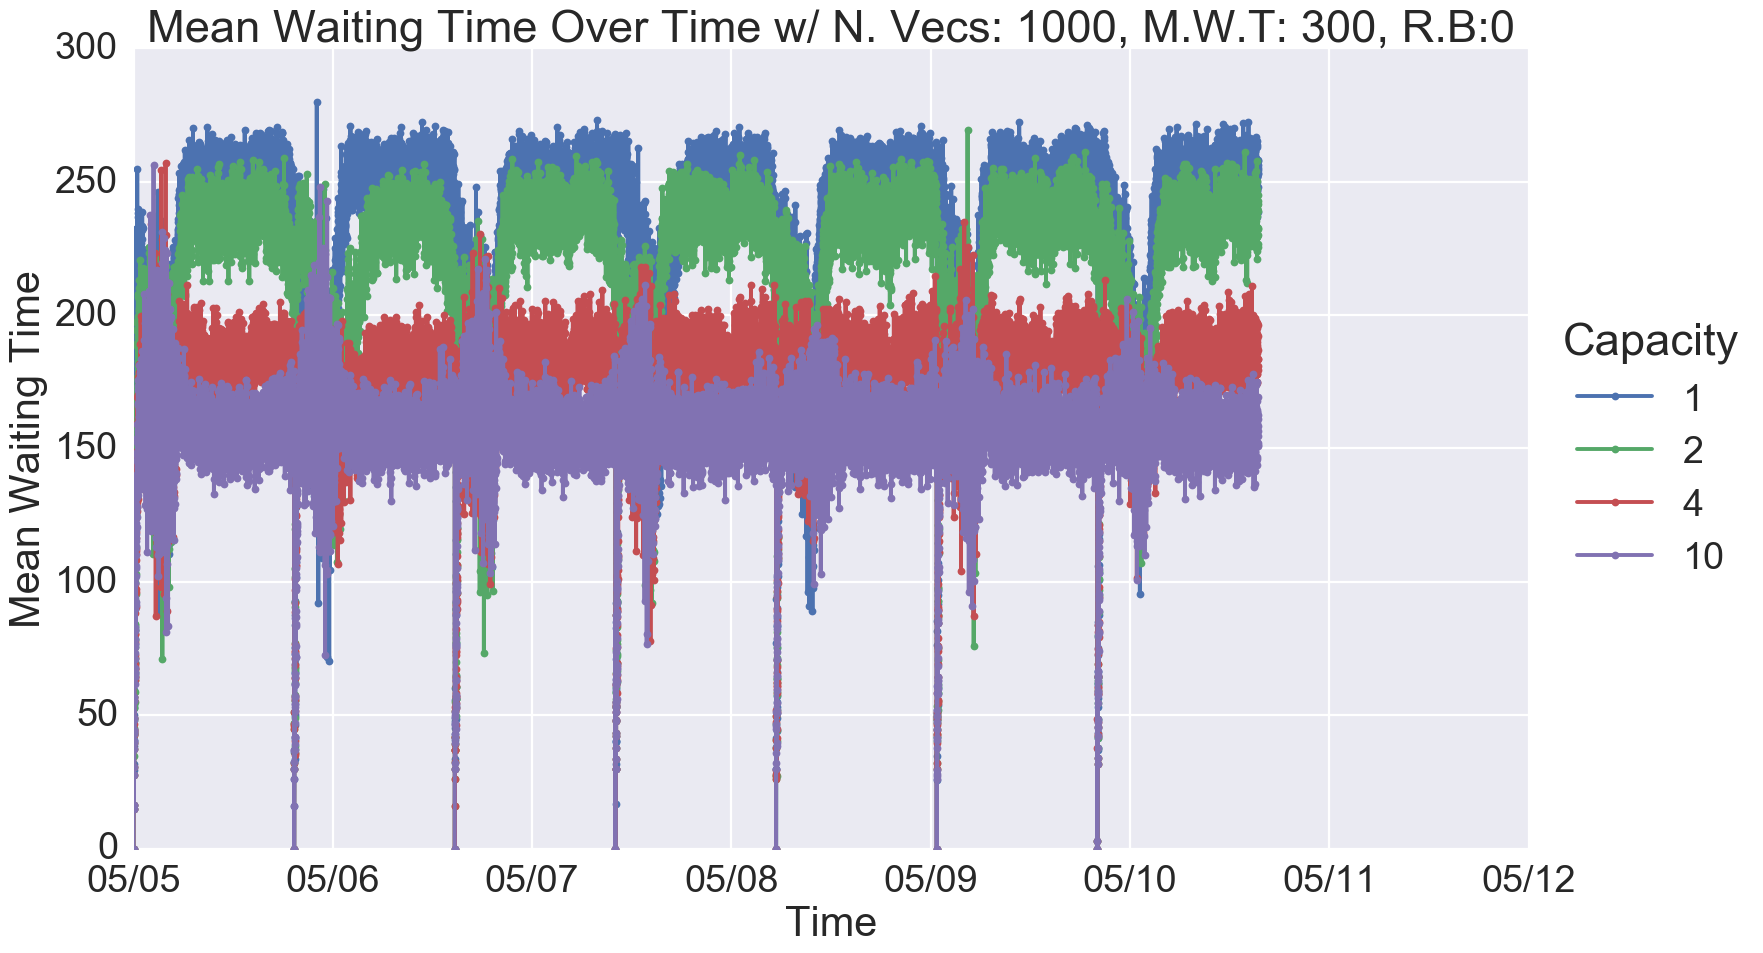 Mean Waiting Time Over Time w/ N. Vecs: 1000, M.W.T: 300, R.B:0
300
250
200
150
100
50
0
Mean Waiting Time
05/05 05/06 05/07 05/08 05/09 05/10 05/11 05/12
Time
Capacity
1
2
4
10